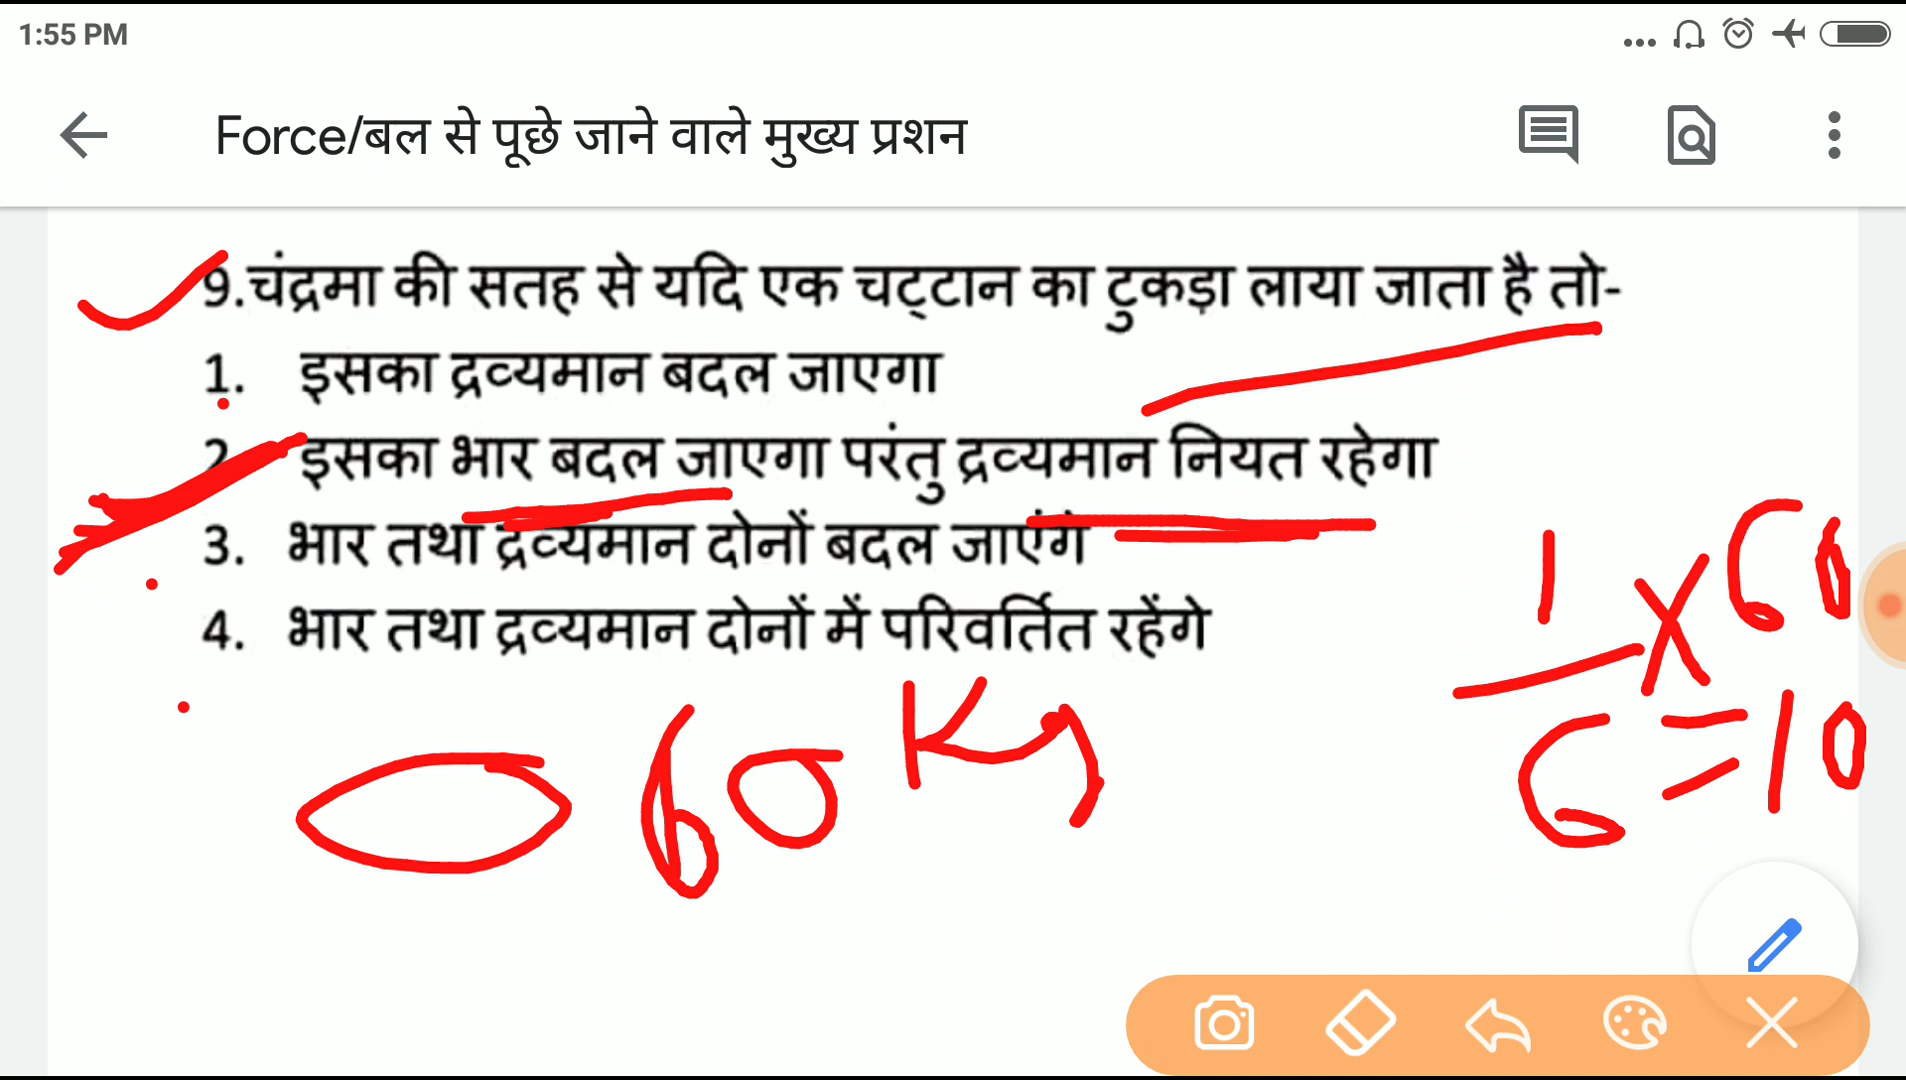 1:55 PM
Force/बल से पूछे जाने वाले मुख्य प्रशन
9.चंद्रमा की सतह से यदि एक चट्टान का टुकड़ा लाया जाता है तो-
1. इसका द्रव्यमान बदल जाएगा
2. इसका भार बदल जाएगा परंतु द्रव्यमान नियत रहेगा
3. भार तथा द्रव्यमान दोनों बदल जाएंगे
4. भार तथा द्रव्यमान दोनों में परिवर्तित रहेंगे
1/6 x 60
= 10
60 Kg